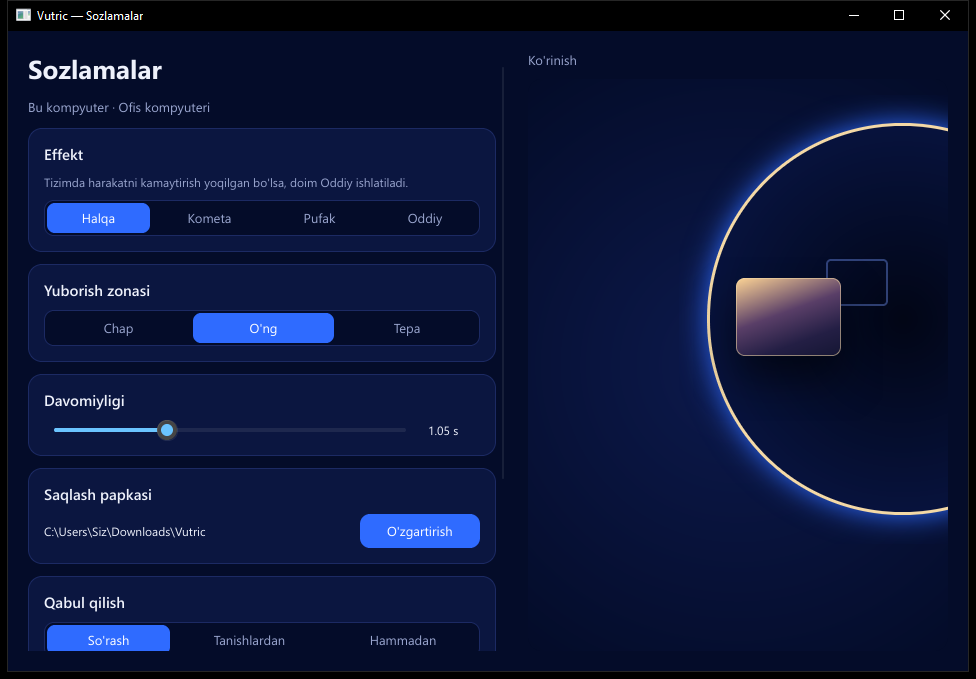 Vutric — Sozlamalar
Sozlamalar
Bu kompyuter · Ofis kompyuteri
Effekt
Tizimda harakatni kamaytirish yoqilgan bo'lsa, doim Oddiy ishlatiladi.
Halqa Kometa Pufak Oddiy
Yuborish zonasi
Chap O'ng Tepa
Davomiyligi
1.05 s
Saqlash papkasi
C:\Users\Siz\Downloads\Vutric O'zgartirish
Qabul qilish
So'rash Tanishlardan Hammadan
Ko'rinish